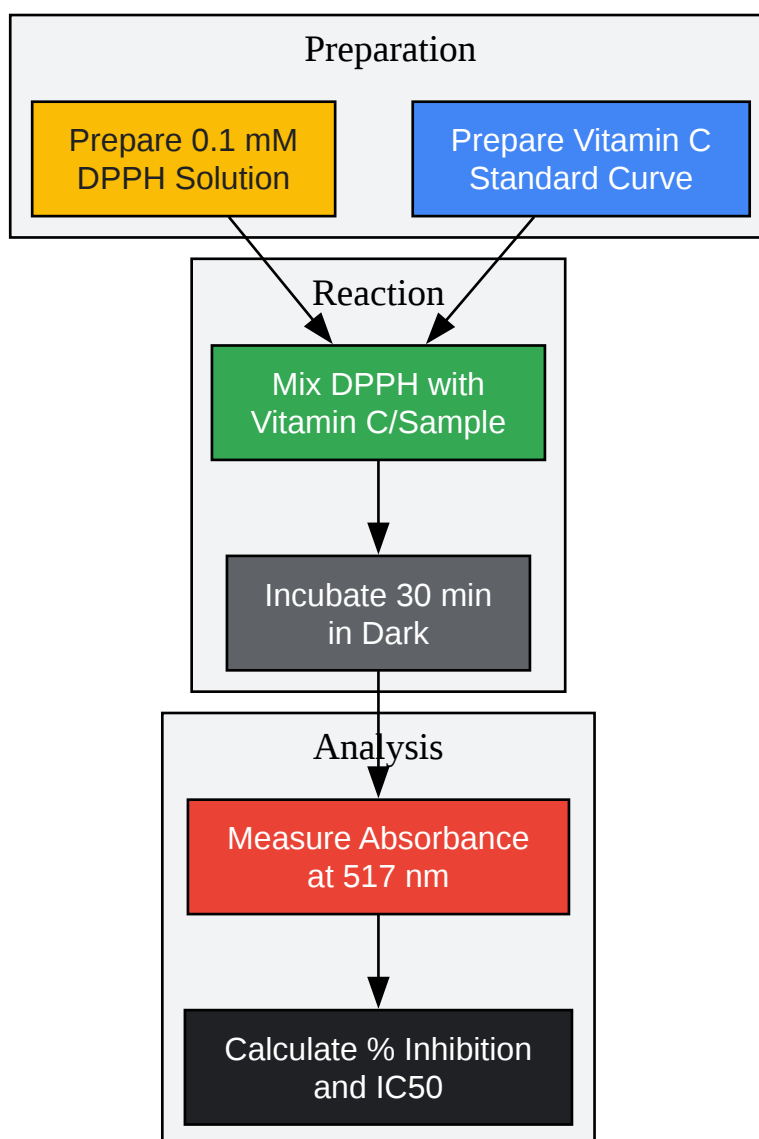 Preparation
Prepare 0.1 mM
DPPH Solution
Prepare Vitamin C
Standard Curve
Reaction
Mix DPPH with
Vitamin C/Sample
Incubate 30 min
in Dark
Analysis
Measure Absorbance
at 517 nm
Calculate % Inhibition
and IC50